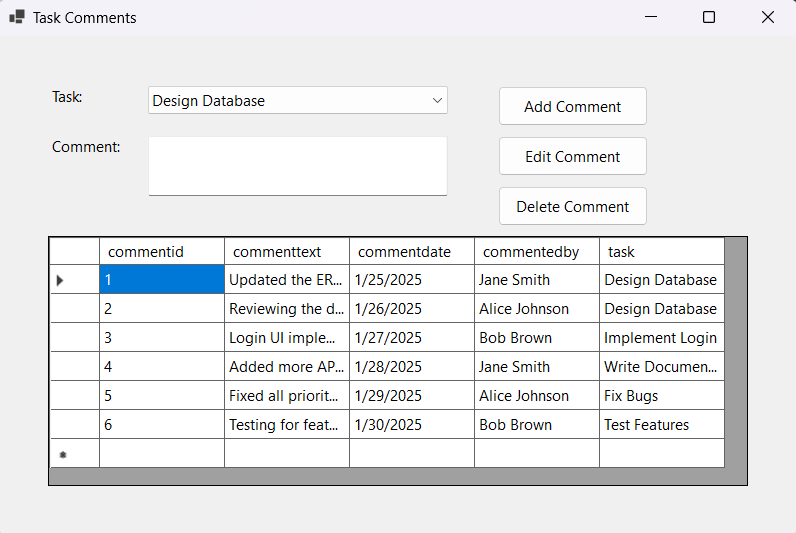 Task Comments
Task: Design Database Add Comment
Comment: Edit Comment
Delete Comment
commentid commenttext commentdate commentedby task
1 Updated the ER... 1/25/2025 Jane Smith Design Database
2 Reviewing the d... 1/26/2025 Alice Johnson Design Database
3 Login UI imple... 1/27/2025 Bob Brown Implement Login
4 Added more AP... 1/28/2025 Jane Smith Write Documen...
5 Fixed all priorit... 1/29/2025 Alice Johnson Fix Bugs
6 Testing for feat... 1/30/2025 Bob Brown Test Features